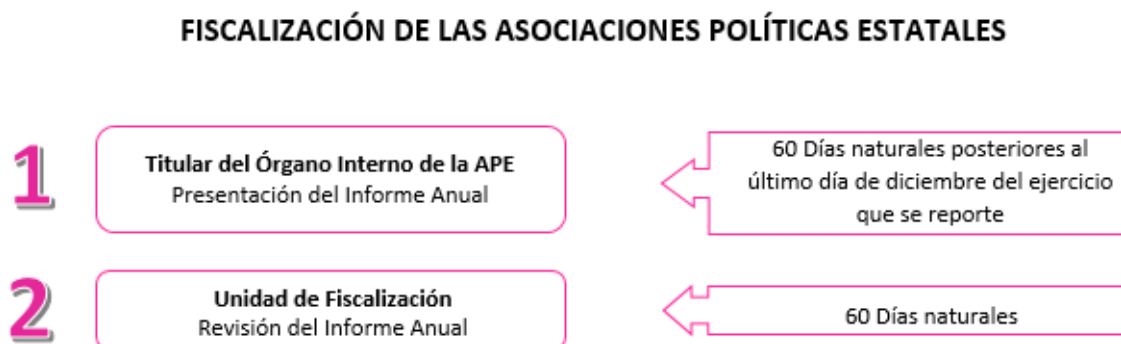 FISCALIZACIÓN DE LAS ASOCIACIONES POLÍTICAS ESTATALES
1
Titular del Órgano Interno de la APE
Presentación del Informe Anual
60 Días naturales posteriores al
último día de diciembre del ejercicio
que se reporte
2
Unidad de Fiscalización
Revisión del Informe Anual
60 Días naturales